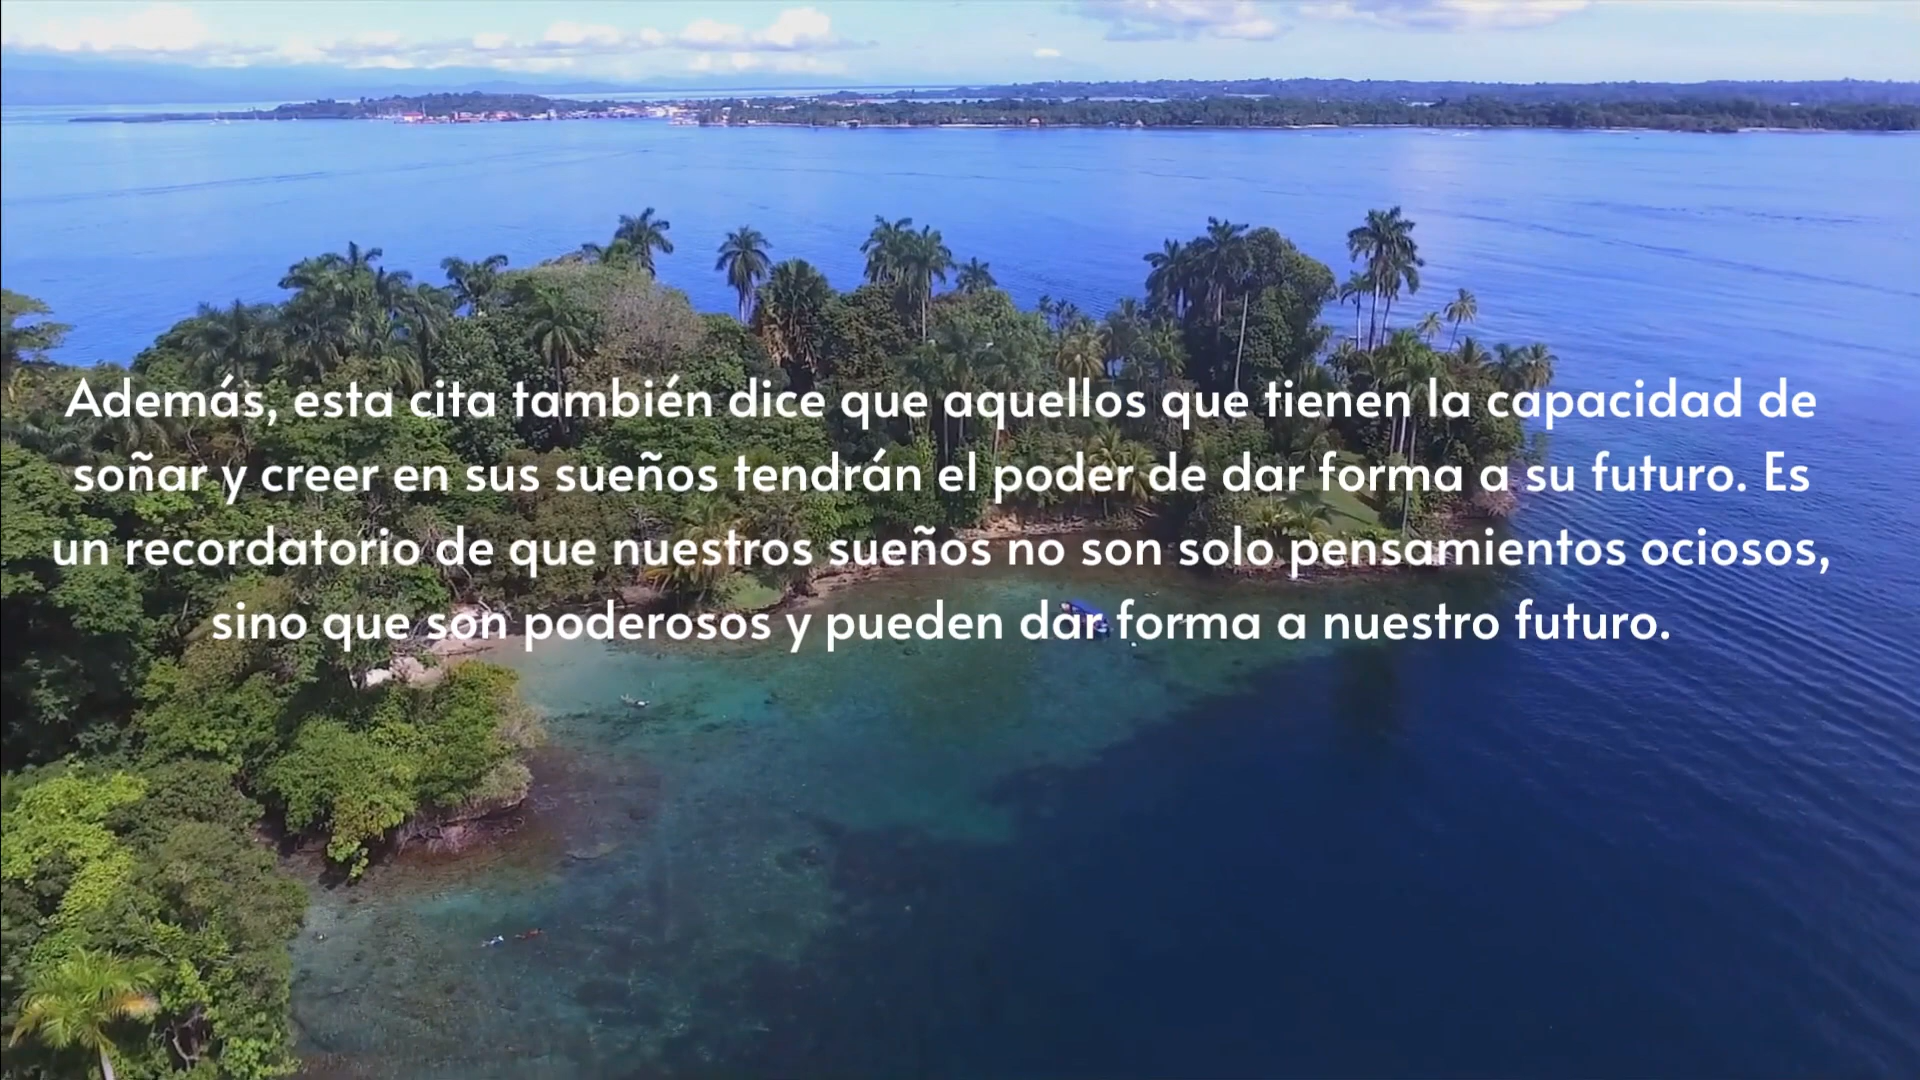 Además, esta cita también dice que aquellos que tienen la capacidad de
soñar y creer en sus sueños tendrán el poder de dar forma a su futuro. Es
un recordatorio de que nuestros sueños no son solo pensamientos ociosos,
sino que son poderosos y pueden dar forma a nuestro futuro.